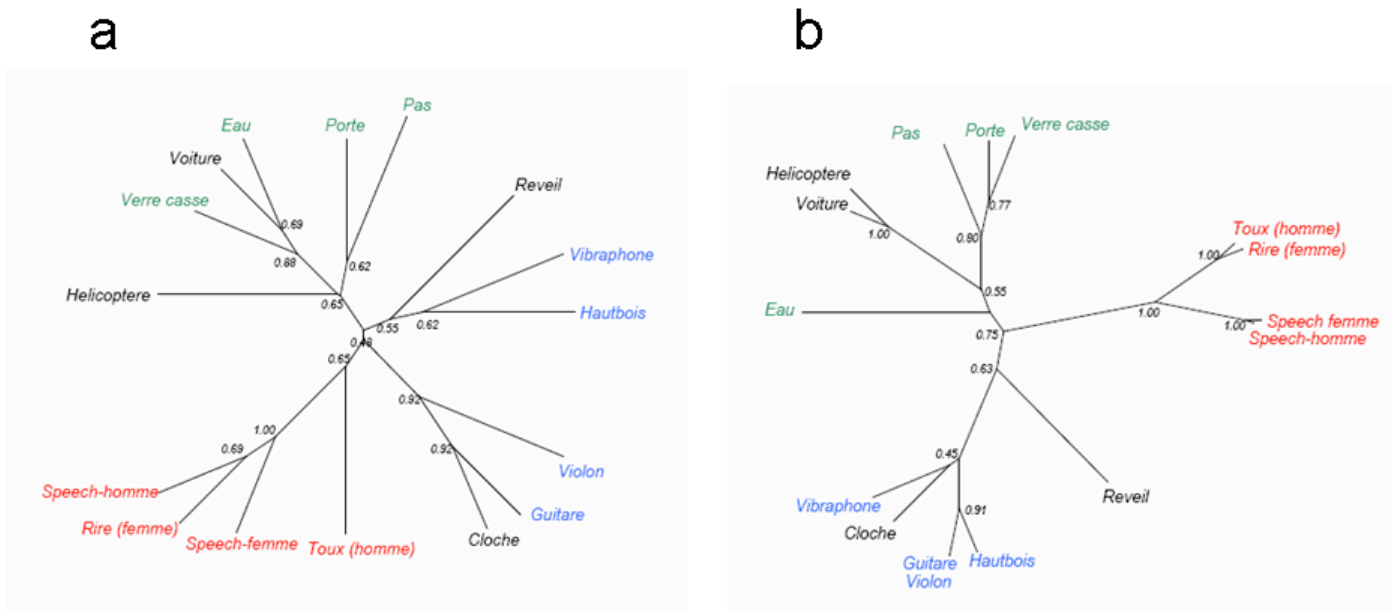 a
Pas
Eau
Porte
Voiture
Reveil
Verre casse
0.69
Vibraphone
0.88
0.62
Helicoptere
0.65
Hautbois
0.55
0.62
0.48
0.65
0.92
1.00
0.69
0.92
Violon
Speech-homme
Guitare
Rire (femme)
Cloche
Speech-femme
Toux (homme)
b
Verre casse
Pas
Porte
Helicoptere
Voiture
0.77
1.00
0.80
Toux (homme)
Rire (femme)
1.00
0.55
Eau
1.00
Speech femme
1.00
Speech-homme
0.75
0.63
0.45
Reveil
Vibraphone
0.91
Cloche
Guitare
Hautbois
Violon